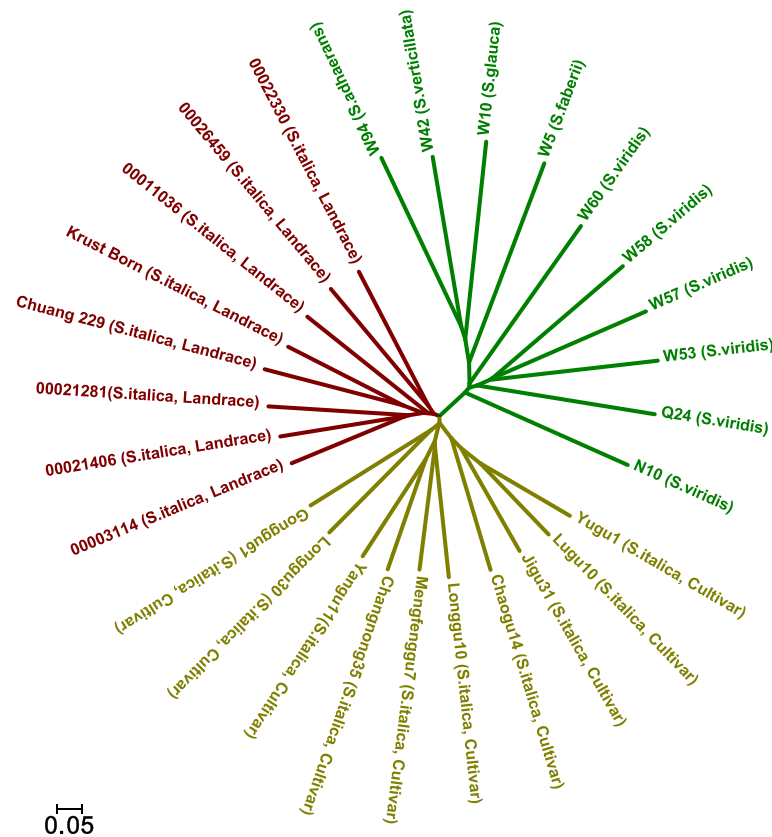 W94 (S.adhaerans)
W42 (S.verticillata)
W10 (S.glauca)
W5 (S.faberii)
W60 (S.viridis)
W58 (S.viridis)
W57 (S.viridis)
W53 (S.viridis)
Q24 (S.viridis)
N10 (S.viridis)
Yugu1 (S.italica, Cultivar)
Lugu10 (S.italica, Cultivar)
Jigu31 (S.italica, Cultivar)
Chaogu14 (S.italica, Cultivar)
Longgu10 (S.italica, Cultivar)
Mengfenggu7 (S.italica, Cultivar)
Changnong35 (S.italica, Cultivar)
Yangu11(S.italica, Cultivar)
Longgu30 (S.italica, Cultivar)
Gonggu61 (S.italica, Cultivar)
00003114 (S.italica, Landrace)
00021406 (S.italica, Landrace)
00021281(S.italica, Landrace)
Chuang 229 (S.italica, Landrace)
Krust Born (S.italica, Landrace)
00011036 (S.italica, Landrace)
00026459 (S.italica, Landrace)
00022330 (S.italica, Landrace)
0.05